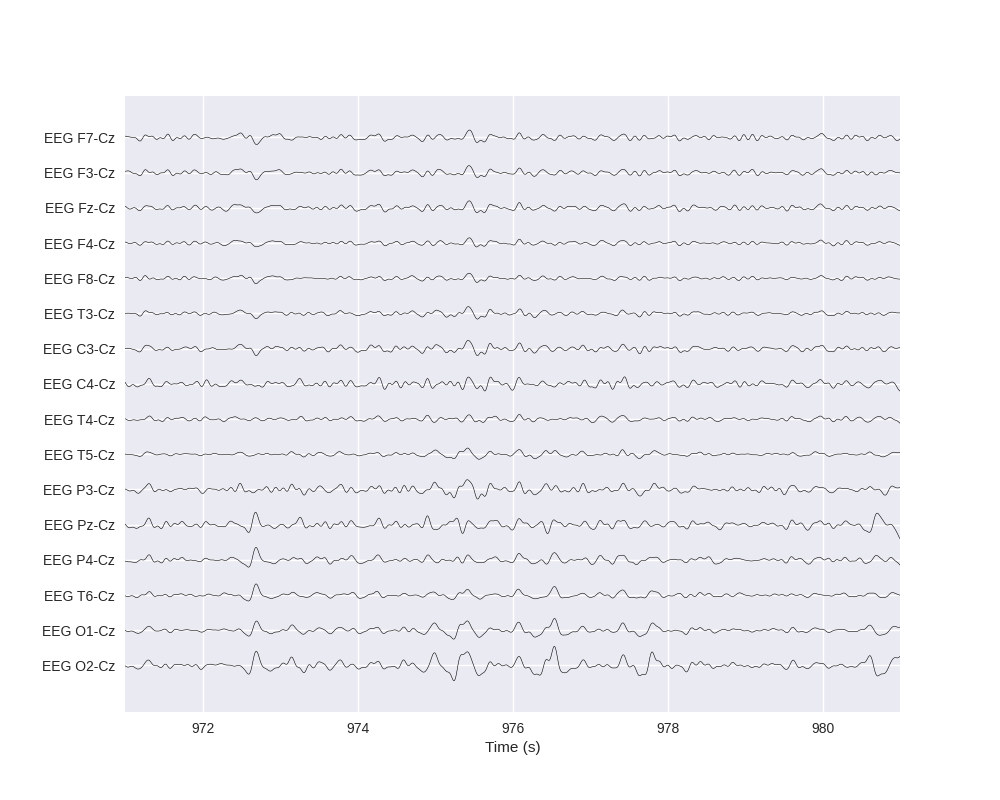 EEG F7-Cz
EEG F3-Cz
EEG Fz-Cz
EEG F4-Cz
EEG F8-Cz
EEG T3-Cz
EEG C3-Cz
EEG C4-Cz
EEG T4-Cz
EEG T5-Cz
EEG P3-Cz
EEG Pz-Cz
EEG P4-Cz
EEG T6-Cz
EEG O1-Cz
EEG O2-Cz
972 974 976 978 980
Time (s)